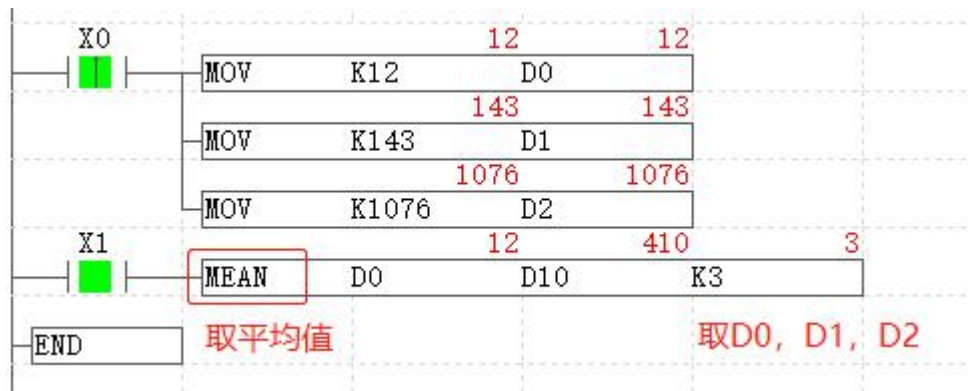 X0 12 12
MOV K12 D0
143 143
MOV K143 D1
1076 1076
MOV K1076 D2
X1 12 410 3
MEAN D0 D10 K3
END 取平均值 取D0, D1, D2